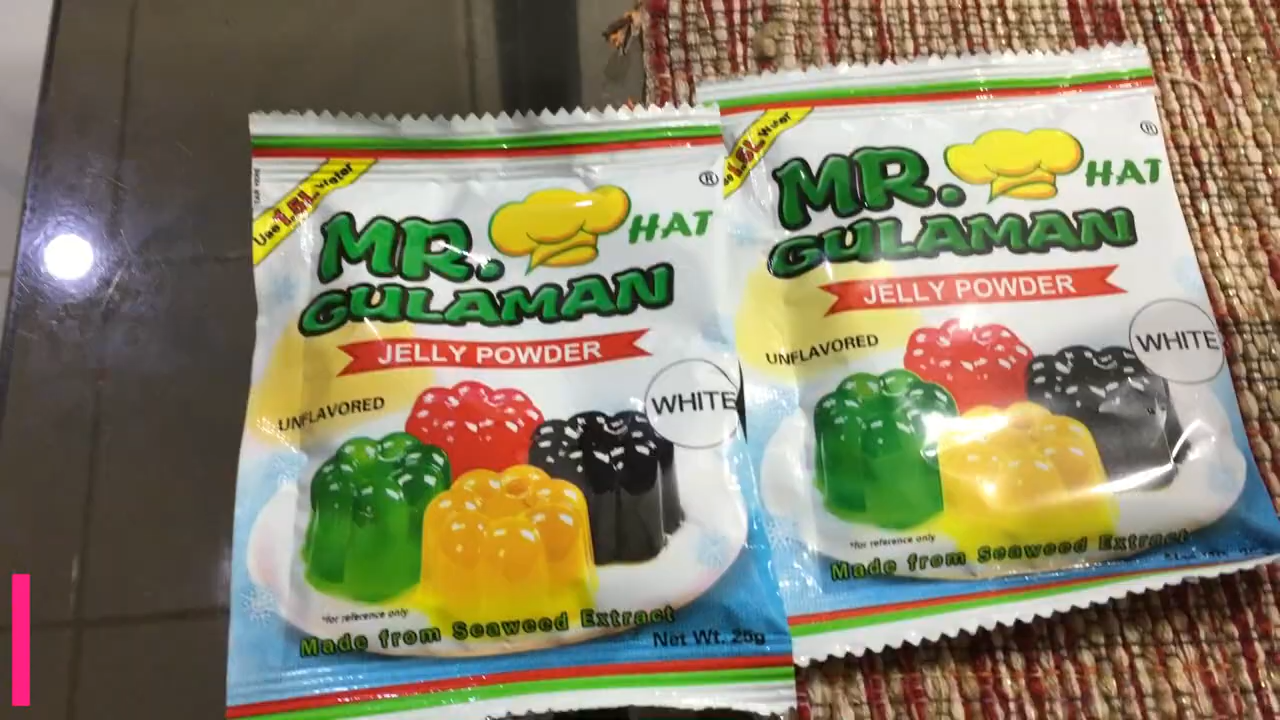 TEAR HERE
Use 1.5L Water
MR. HAT
®
GULAMAN
JELLY POWDER
UNFLAVORED
WHITE
*for reference only
Made from Seaweed Extract
Net Wt. 25g
1.5L Water
MR. HAT
®
GULAMAN
JELLY POWDER
UNFLAVORED
WHITE
*for reference only
Made from Seaweed Extract